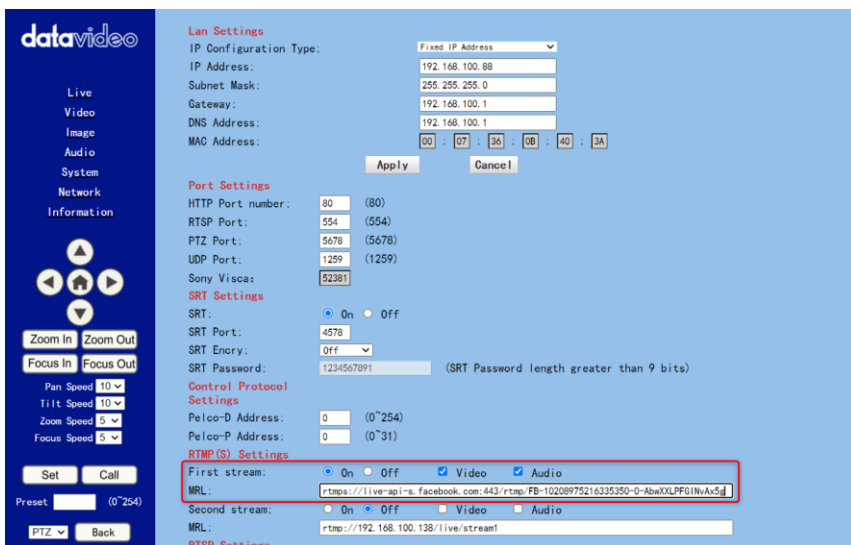 datavideo
Live
Video
Image
Audio
System
Network
Information
Zoom In Zoom Out
Focus In Focus Out
Pan Speed 10
Tilt Speed 10
Zoom Speed 5
Focus Speed 5
Set Call
Preset (0~254)
PTZ Back
Lan Settings
IP Configuration Type: Fixed IP Address
IP Address: 192.168.100.88
Subnet Mask: 255.255.255.0
Gateway: 192.168.100.1
DNS Address: 192.168.100.1
MAC Address: 00 : 07 : 36 : 0B : 40 : 3A
Apply Cancel
Port Settings
HTTP Port number: 80 (80)
RTSP Port: 554 (554)
PTZ Port: 5678 (5678)
UDP Port: 1259 (1259)
Sony Visca: 52381
SRT Settings
SRT: On Off
SRT Port: 4578
SRT Encry: Off
SRT Password: 1234567891 (SRT Password length greater than 9 bits)
Control Protocol
Settings
Pelco-D Address: 0 (0~254)
Pelco-P Address: 0 (0~31)
RTMP(S) Settings
First stream: On Off Video Audio
MRL: rtmps://live-api-s.facebook.com:443/rtmp/FB-10208975216335350-0-AbwXXLPFGINvAx5g
Second stream: On Off Video Audio
MRL: rtmp://192.168.100.138/live/stream1
RTSP Settings